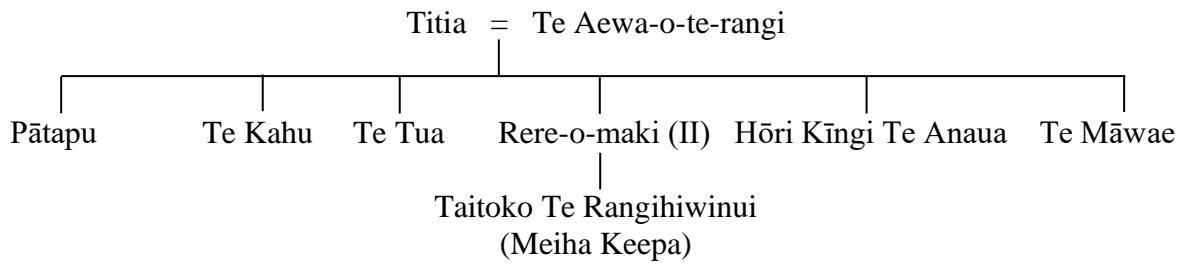 Titia = Te Aewa-o-te-rangi
Pātapu Te Kahu Te Tua Rere-o-maki (II) Hōri Kīngi Te Anaua Te Māwae
Taitoko Te Rangihiwinui
(Meiha Keepa)